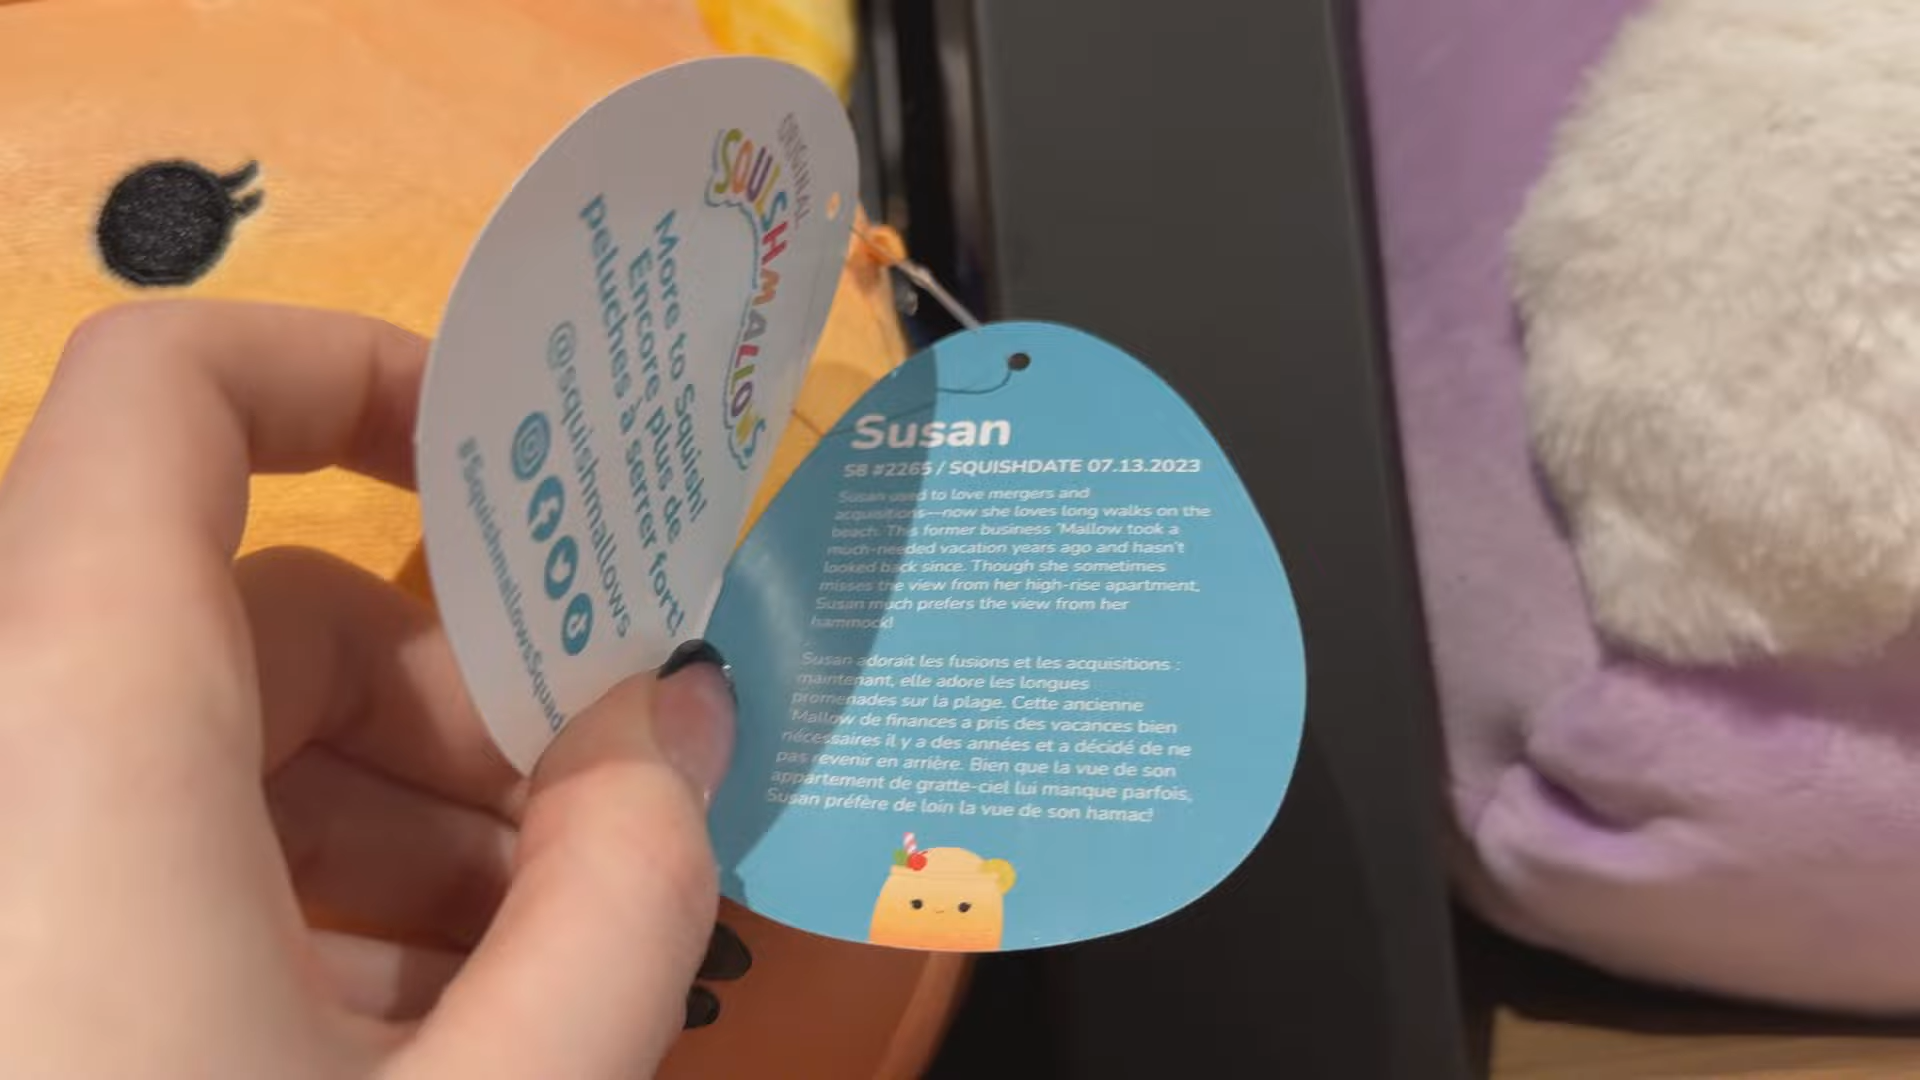 ORIGINAL
SQUISHMALLOWS
More to Squish!
Encore plus de
peluches à serrer fort!
@squishmallows
#SquishmallowsSquad
Susan
SB #2265 / SQUISHDATE 07.13.2023
Susan used to love mergers and
acquisitions—now she loves long walks on the
beach. This former business 'Mallow took a
much-needed vacation years ago and hasn't
looked back since. Though she sometimes
misses the view from her high-rise apartment,
Susan much prefers the view from her
hammock!
Susan adorait les fusions et les acquisitions :
maintenant, elle adore les longues
promenades sur la plage. Cette ancienne
Mallow de finances a pris des vacances bien
nécessaires il y a des années et a décidé de ne
pas revenir en arrière. Bien que la vue de son
appartement de gratte-ciel lui manque parfois,
Susan préfère de loin la vue de son hamac!